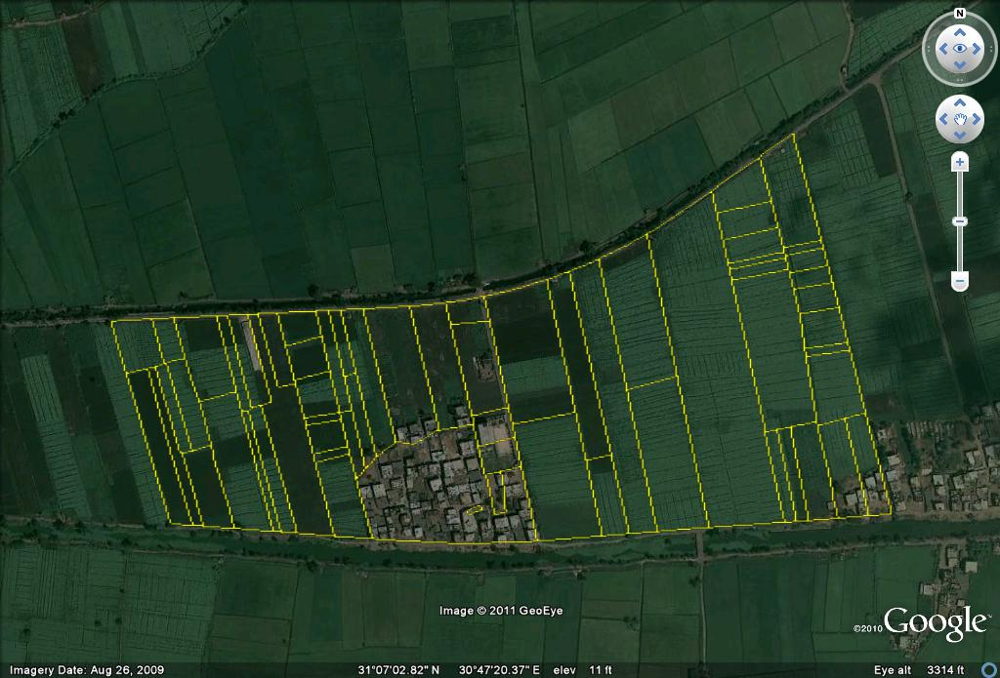 N
Image © 2011 GeoEye
©2010 Google™
Imagery Date: Aug 26, 2009 31°07'02.82" N 30°47'20.37" E elev 11 ft Eye alt 3314 ft